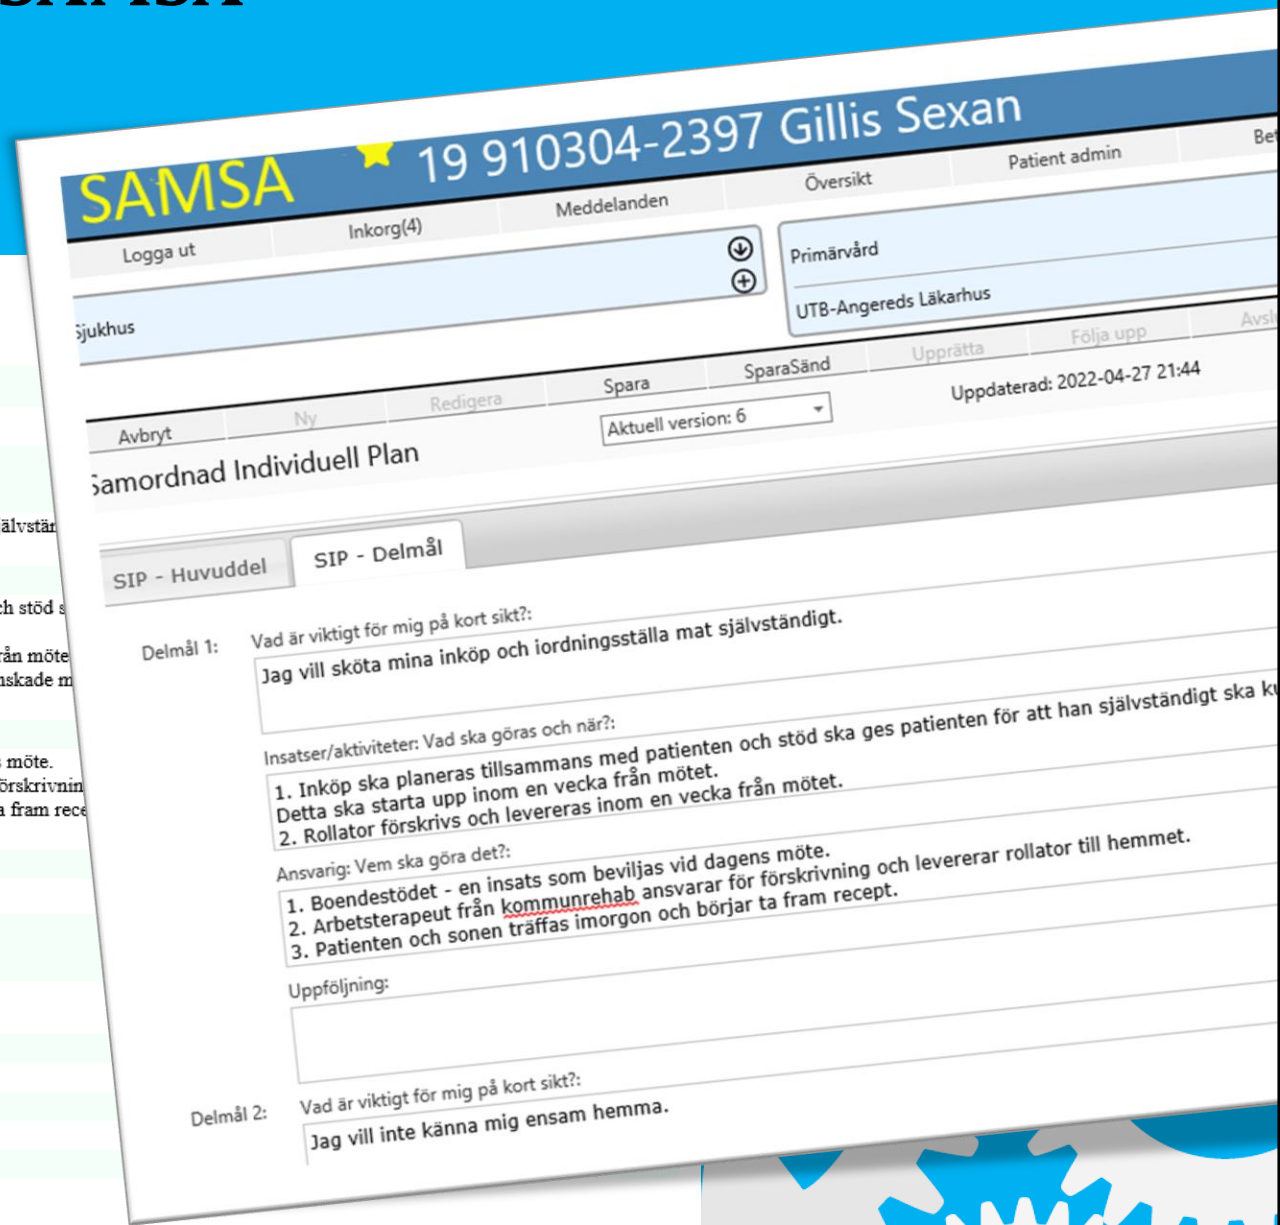 SAMSA
SAMSA 19 910304-2397 Gillis Sexan
Logga ut Inkorg(4) Meddelanden Översikt Patient admin
Sjukhus
Primärvård
UTB-Angereds Läkarhus
Avbryt Ny Redigera Spara SparaSänd Upprätta Följa upp
Samordnad Individuell Plan
Aktuell version: 6
Uppdaterad: 2022-04-27 21:44
SIP - Huvuddel SIP - Delmål
Delmål 1: Vad är viktigt för mig på kort sikt?:
Jag vill sköta mina inköp och iordningsställa mat självständigt.
Insatser/aktiviteter: Vad ska göras och när?:
1. Inköp ska planeras tillsammans med patienten och stöd ska ges patienten för att han självständigt ska
Detta ska starta upp inom en vecka från mötet.
2. Rollator förskrivs och levereras inom en vecka från mötet.
Ansvarig: Vem ska göra det?:
1. Boendestödet - en insats som beviljas vid dagens möte.
2. Arbetsterapeut från kommunrehab ansvarar för förskrivning och levererar rollator till hemmet.
3. Patienten och sonen träffas imorgon och börjar ta fram recept.
Uppföljning:
Delmål 2: Vad är viktigt för mig på kort sikt?:
Jag vill inte känna mig ensam hemma.
stöd
möte
möte.
fram